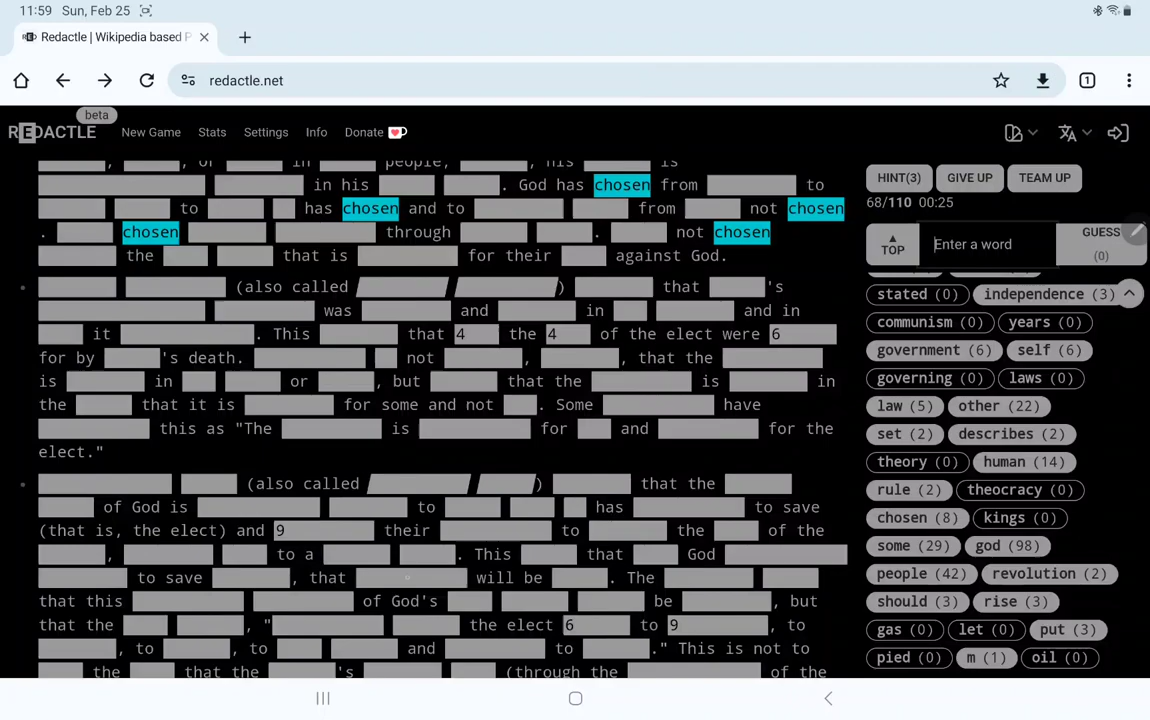 11:59 Sun, Feb 25
Redactle | Wikipedia based P
redactle.net
beta
REDACTLE New Game Stats Settings Info Donate
HINT(3) GIVE UP TEAM UP
68/110 00:25
▲ TOP Enter a word GUESS (0)
, , or in people, , his is
in his . God has chosen from to
to has chosen and to from not chosen
. chosen through . not chosen
the that is for their against God.
• (also called / ) that 's
was and in and in
it . This that 4 the 4 of the elect were 6
for by 's death. not , , that the
is in or , but that the is in
the that it is for some and not . Some have
this as "The is for and for the
elect."
• (also called / ) that the
of God is to has to save
(that is, the elect) and 9 their to the of the
, to a . This that God
to save , that will be . The
that this of God's be , but
that the , " the elect 6 to 9 , to
, to , to and to ." This is not to
the that the 's (through the of the
stated (0) independence (3)
communism (0) years (0)
government (6) self (6)
governing (0) laws (0)
law (5) other (22)
set (2) describes (2)
theory (0) human (14)
rule (2) theocracy (0)
chosen (8) kings (0)
some (29) god (98)
people (42) revolution (2)
should (3) rise (3)
gas (0) let (0) put (3)
pied (0) m (1) oil (0)